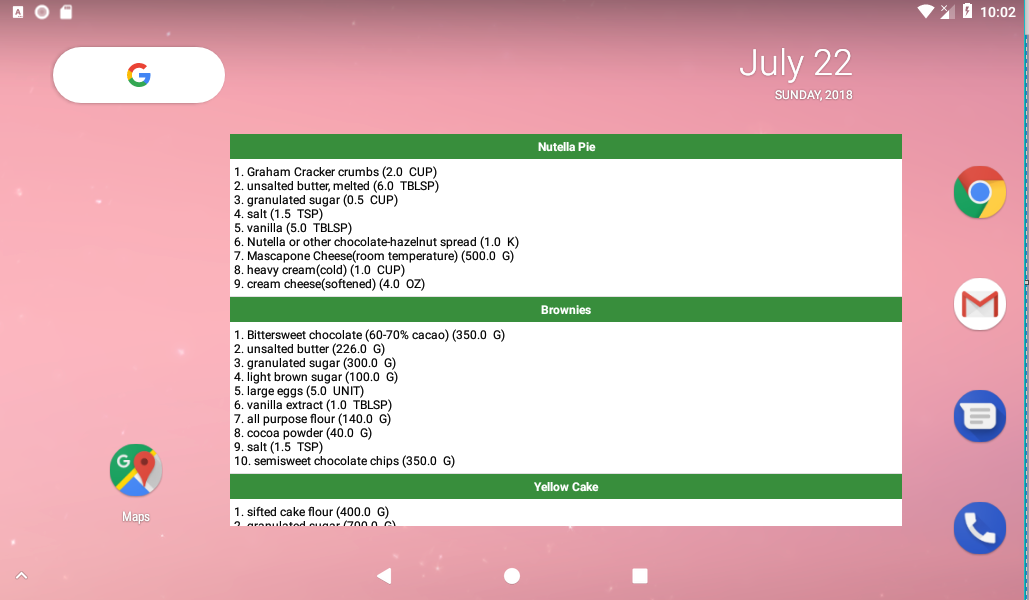 10:02
July 22
SUNDAY, 2018
Nutella Pie
1. Graham Cracker crumbs (2.0  CUP)
2. unsalted butter, melted (6.0  TBLSP)
3. granulated sugar (0.5  CUP)
4. salt (1.5  TSP)
5. vanilla (5.0  TBLSP)
6. Nutella or other chocolate-hazelnut spread (1.0  K)
7. Mascapone Cheese(room temperature) (500.0  G)
8. heavy cream(cold) (1.0  CUP)
9. cream cheese(softened) (4.0  OZ)
Brownies
1. Bittersweet chocolate (60-70% cacao) (350.0  G)
2. unsalted butter (226.0  G)
3. granulated sugar (300.0  G)
4. light brown sugar (100.0  G)
5. large eggs (5.0  UNIT)
6. vanilla extract (1.0  TBLSP)
7. all purpose flour (140.0  G)
8. cocoa powder (40.0  G)
9. salt (1.5  TSP)
10. semisweet chocolate chips (350.0  G)
Yellow Cake
1. sifted cake flour (400.0  G)
2. granulated sugar (700.0  G)
Maps